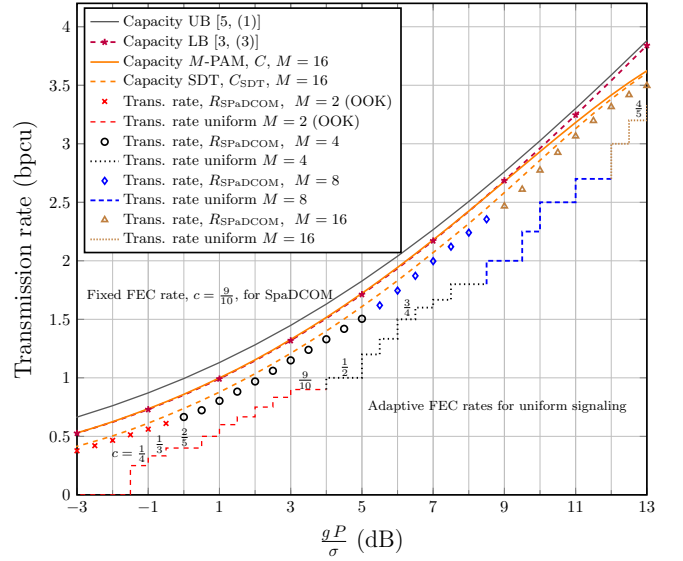 Capacity UB [5, (1)]
Capacity LB [3, (3)]
Capacity M-PAM, C, M = 16
Capacity SDT, C_SDT, M = 16
Trans. rate, R_SPaDCOM, M = 2 (OOK)
Trans. rate uniform M = 2 (OOK)
Trans. rate, R_SPaDCOM, M = 4
Trans. rate uniform M = 4
Trans. rate, R_SPaDCOM, M = 8
Trans. rate uniform M = 8
Trans. rate, R_SPaDCOM, M = 16
Trans. rate uniform M = 16
4/5
Fixed FEC rate, c = 9/10, for SpaDCOM
3/4
1/2
9/10
Adaptive FEC rates for uniform signaling
c = 1/4
1/3
2/5
Transmission rate (bpcu)
4
3.5
3
2.5
2
1.5
1
0.5
0
−3 −1 1 3 5 7 9 11 13
gP/σ (dB)